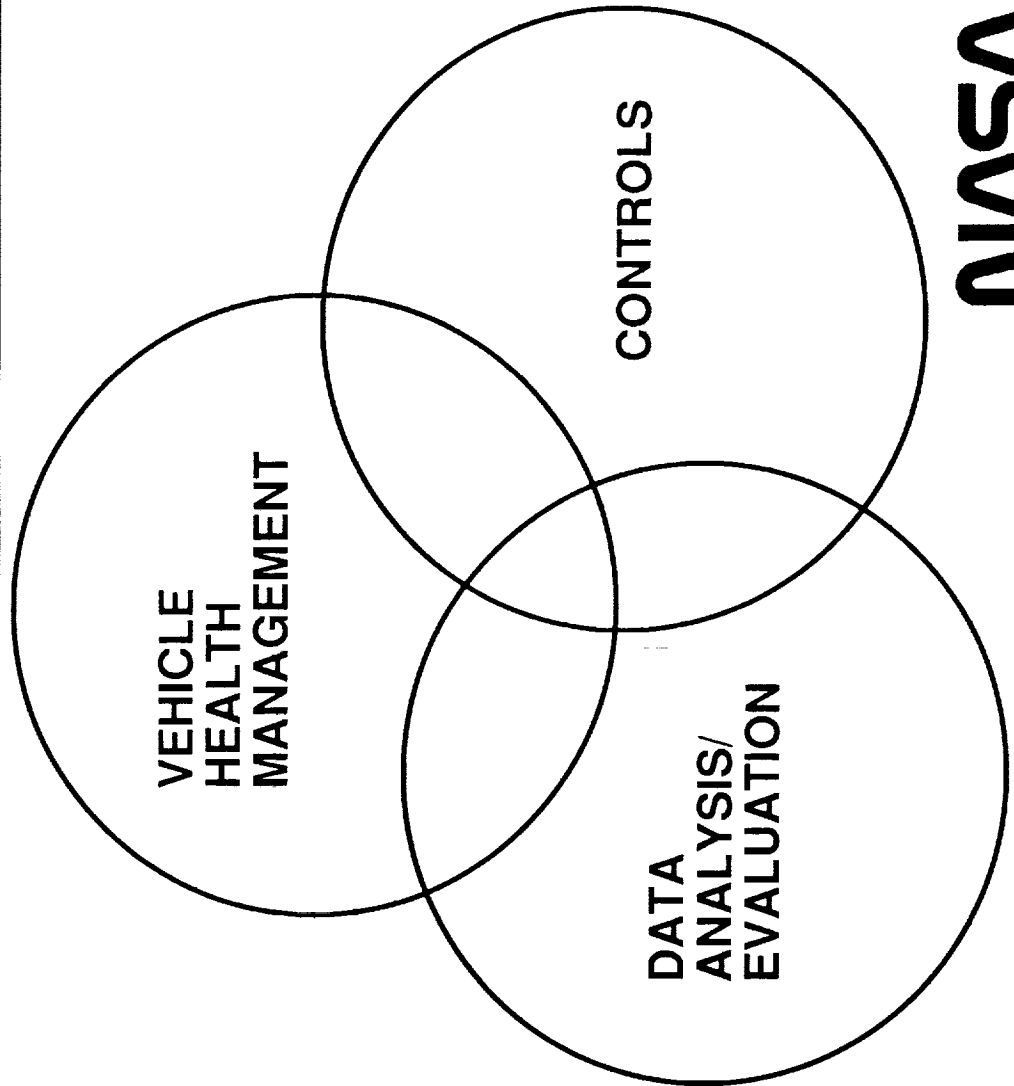 VEHICLE
HEALTH
MANAGEMENT
DATA
ANALYSIS/
EVALUATION
CONTROLS
NASA